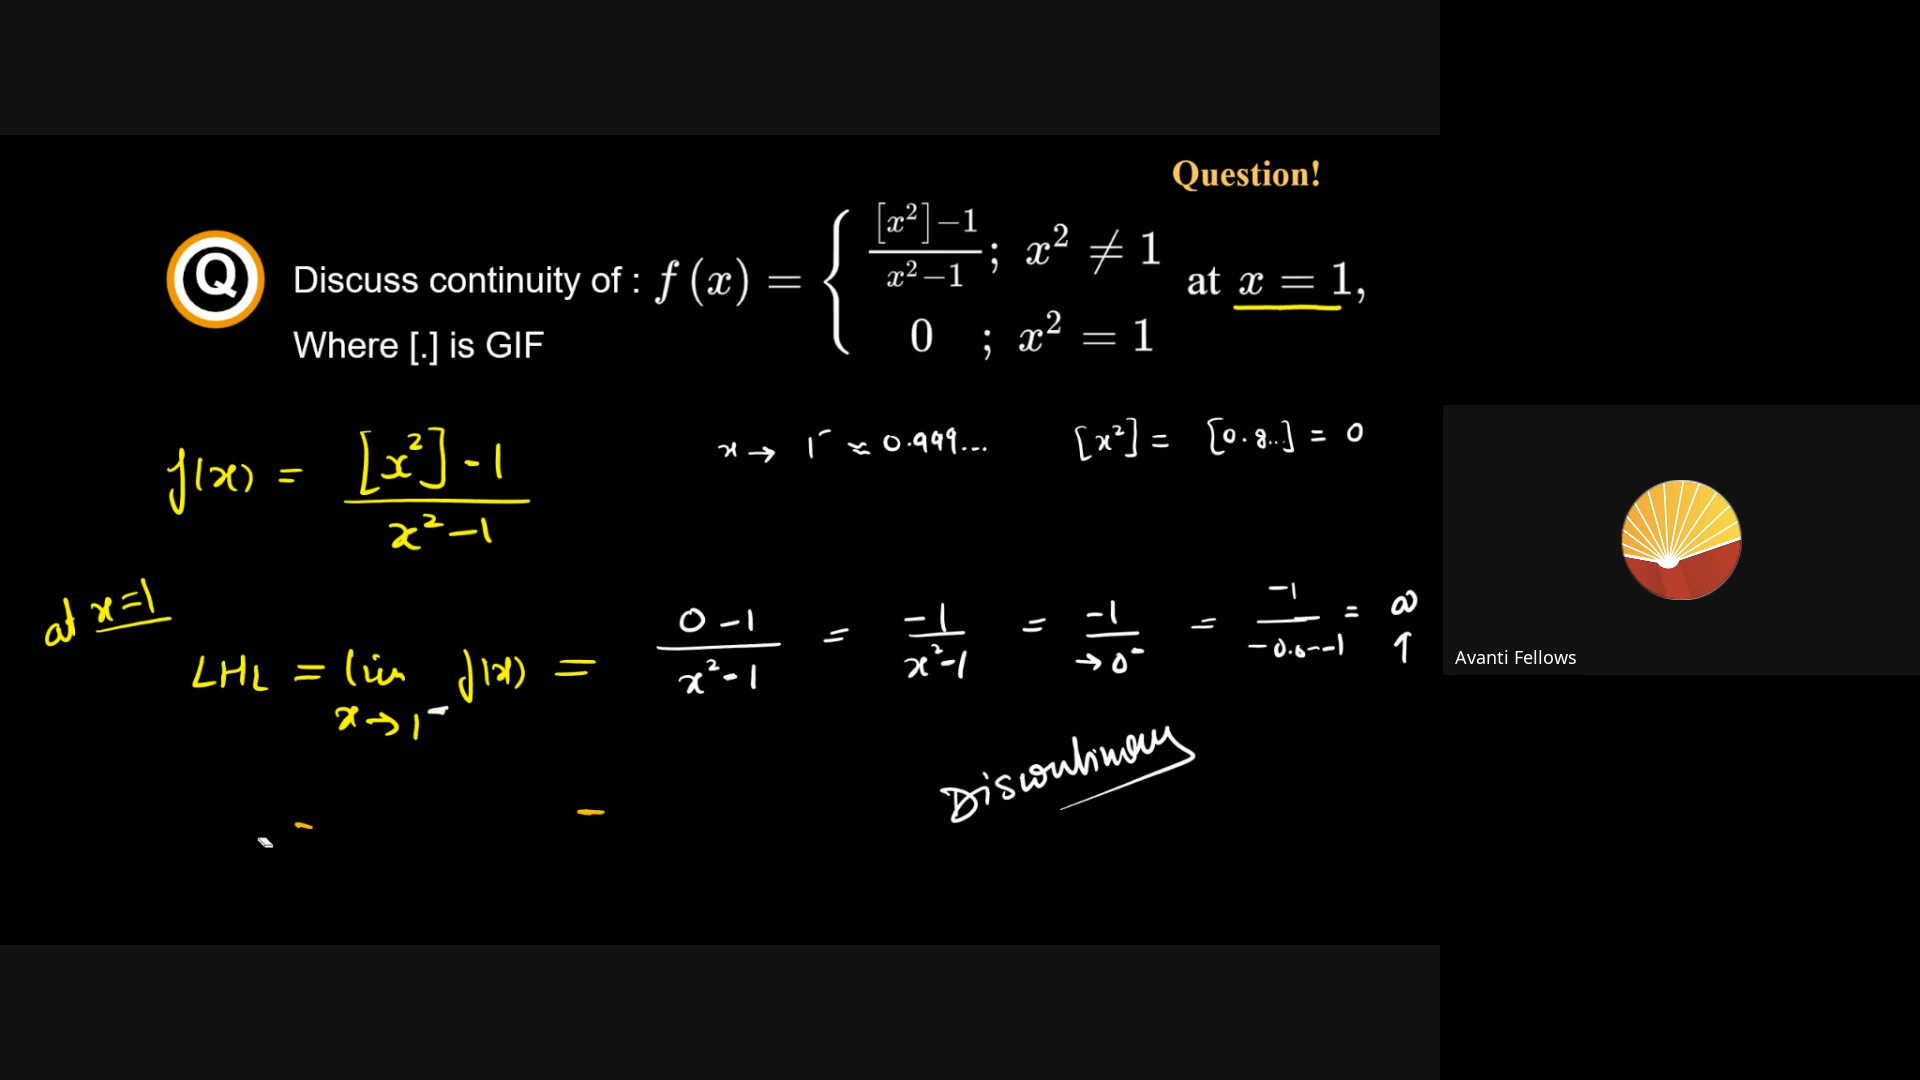 Question!
Q
Discuss continuity of : f(x) = { [x²]−1 / x²−1 ; x² ≠ 1
0 ; x² = 1 at x = 1,
Where [.] is GIF
f(x) = [x²] - 1 / x² - 1
x → 1⁻ ≈ 0.999... [x²] = [0.9..] = 0
at x=1
LHL = lim x→1⁻ f(x) = 0 - 1 / x² - 1 = -1 / x² - 1 = -1 / →0⁻ = -1 / -0.0--1 = ∞
↑
Discontinuous
Avanti Fellows